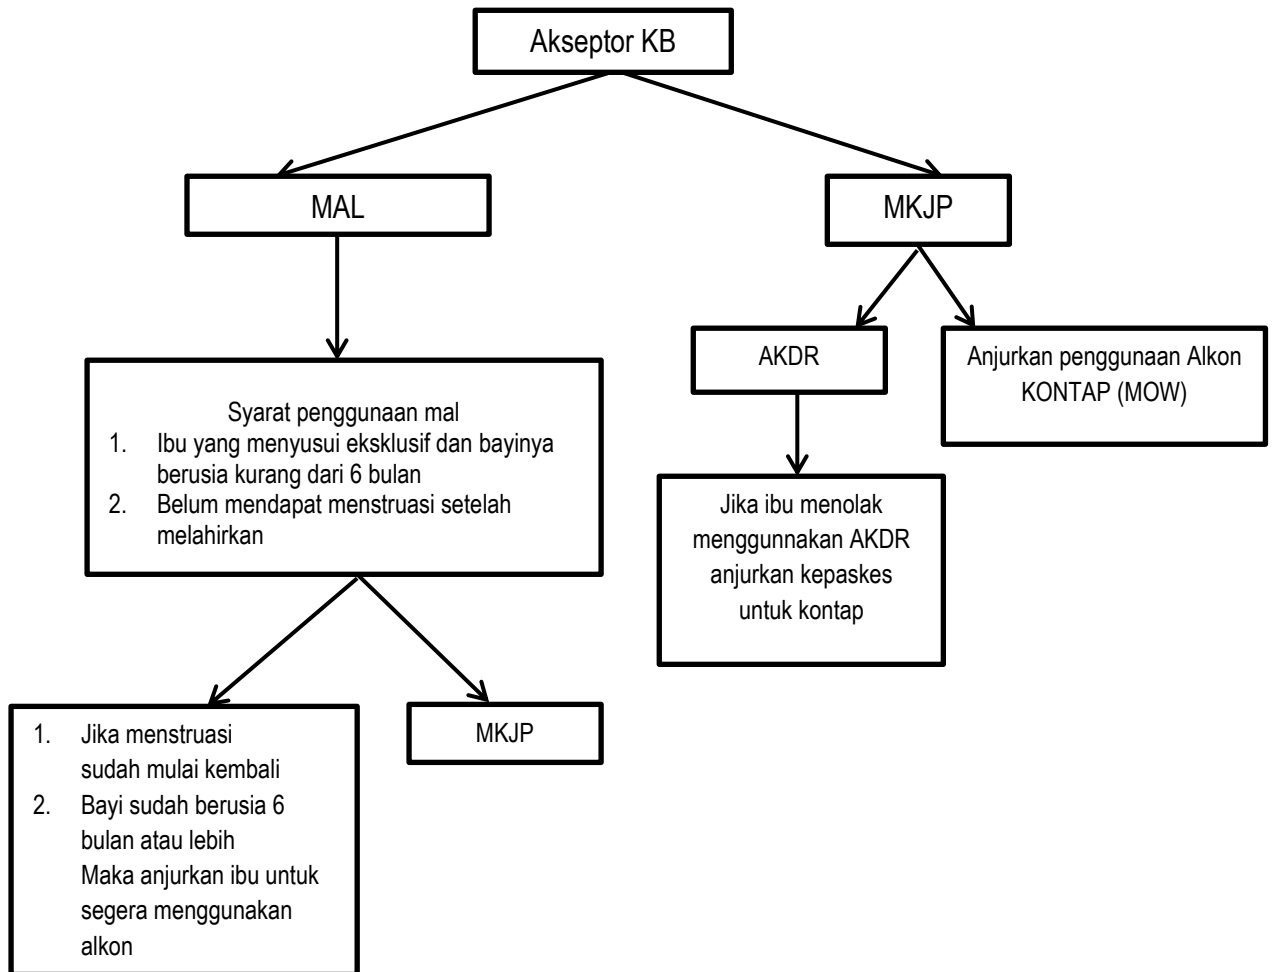 Akseptor KB
MAL
MKJP
AKDR
Anjurkan penggunaan Alkon
KONTAP (MOW)
Syarat penggunaan mal
1. Ibu yang menyusui eksklusif dan bayinya
berusia kurang dari 6 bulan
2. Belum mendapat menstruasi setelah
melahirkan
Jika ibu menolak
menggunnakan AKDR
anjurkan kepaskes
untuk kontap
1. Jika menstruasi
sudah mulai kembali
2. Bayi sudah berusia 6
bulan atau lebih
Maka anjurkan ibu untuk
segera menggunakan
alkon
MKJP